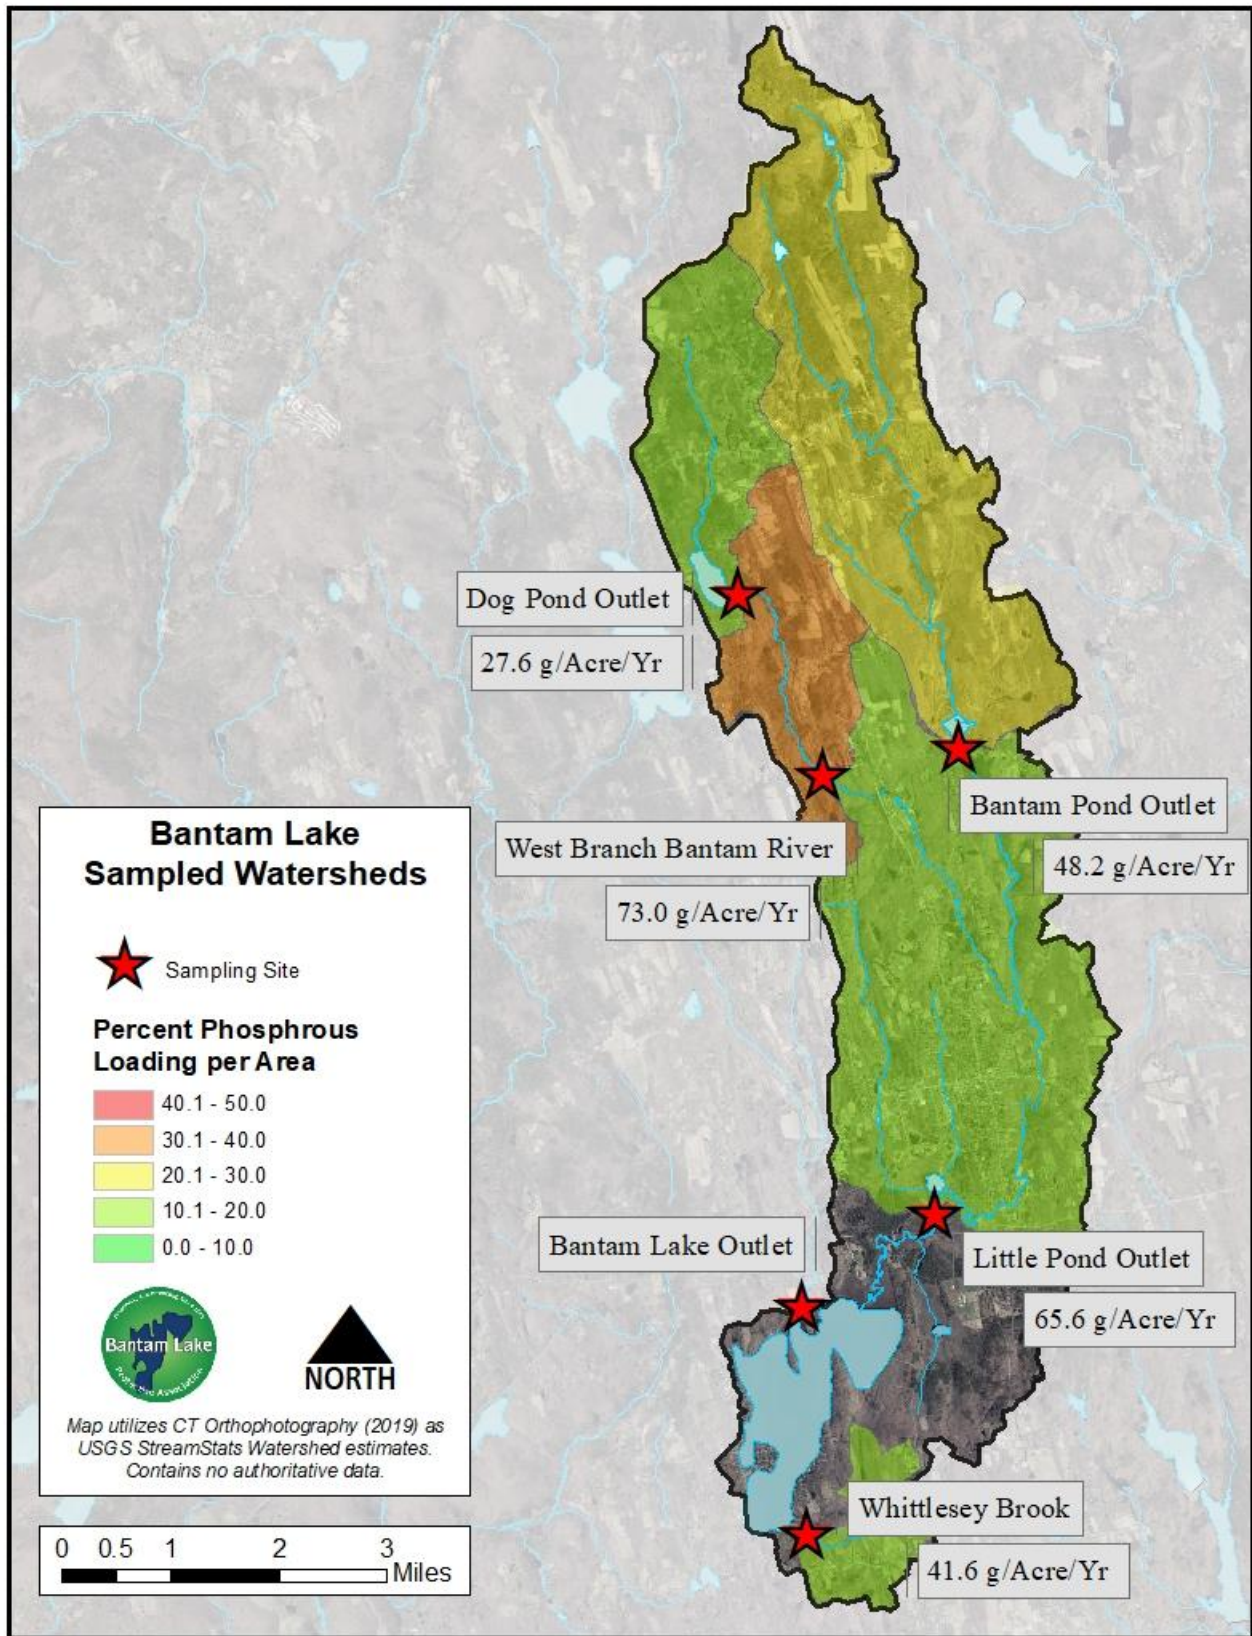 Dog Pond Outlet
27.6 g/Acre/Yr
Bantam Pond Outlet
48.2 g/Acre/Yr
West Branch Bantam River
73.0 g/Acre/Yr
Bantam Lake
Sampled Watersheds
Sampling Site
Percent Phosphrous
Loading per Area
40.1 - 50.0
30.1 - 40.0
20.1 - 30.0
10.1 - 20.0
0.0 - 10.0
Bantam Lake
Protective Association
NORTH
Map utilizes CT Orthophotography (2019) as
USGS StreamStats Watershed estimates.
Contains no authoritative data.
0 0.5 1 2 3
Miles
Bantam Lake Outlet
Little Pond Outlet
65.6 g/Acre/Yr
Whittlesey Brook
41.6 g/Acre/Yr